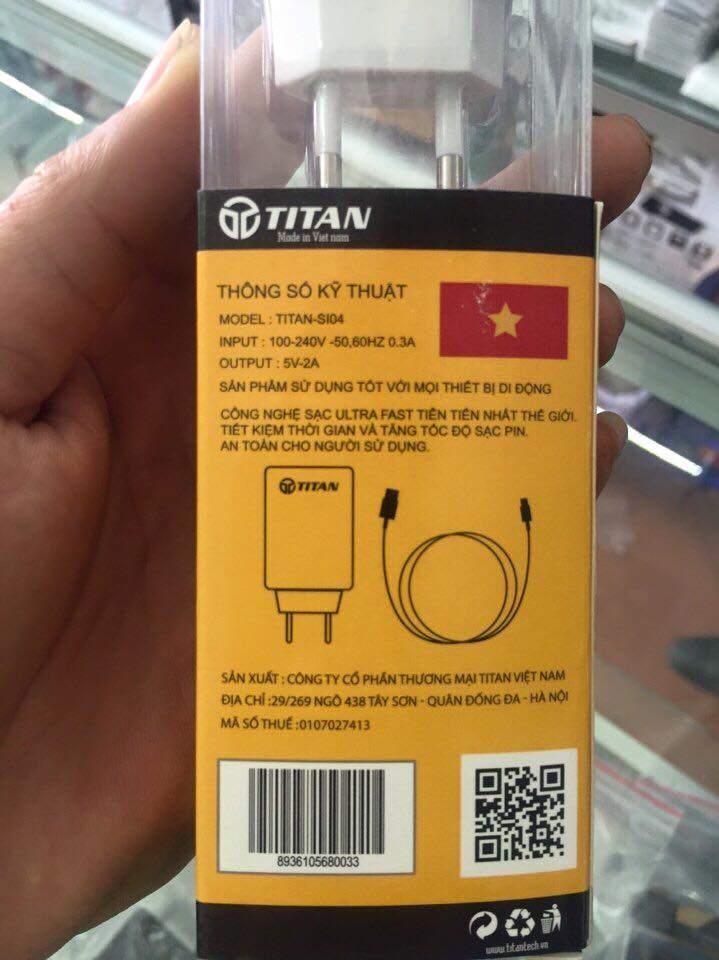 TITAN
Made in Viet nam
THÔNG SỐ KỸ THUẬT
MODEL : TITAN-SI04
INPUT : 100-240V -50,60HZ 0.3A
OUTPUT : 5V-2A
SẢN PHẨM SỬ DỤNG TỐT VỚI MỌI THIẾT BỊ DI ĐỘNG
CÔNG NGHỆ SẠC ULTRA FAST TIÊN TIẾN NHẤT THẾ GIỚI.
TIẾT KIỆM THỜI GIAN VÀ TĂNG TỐC ĐỘ SẠC PIN.
AN TOÀN CHO NGƯỜI SỬ DỤNG.
TITAN
SẢN XUẤT : CÔNG TY CỔ PHẦN THƯƠNG MẠI TITAN VIỆT NAM
ĐỊA CHỈ :29/269 NGÕ 438 TÂY SƠN - QUÂN ĐỐNG ĐA - HÀ NỘI
MÃ SỐ THUẾ :0107027413
8936105680033
www.titantech.vn